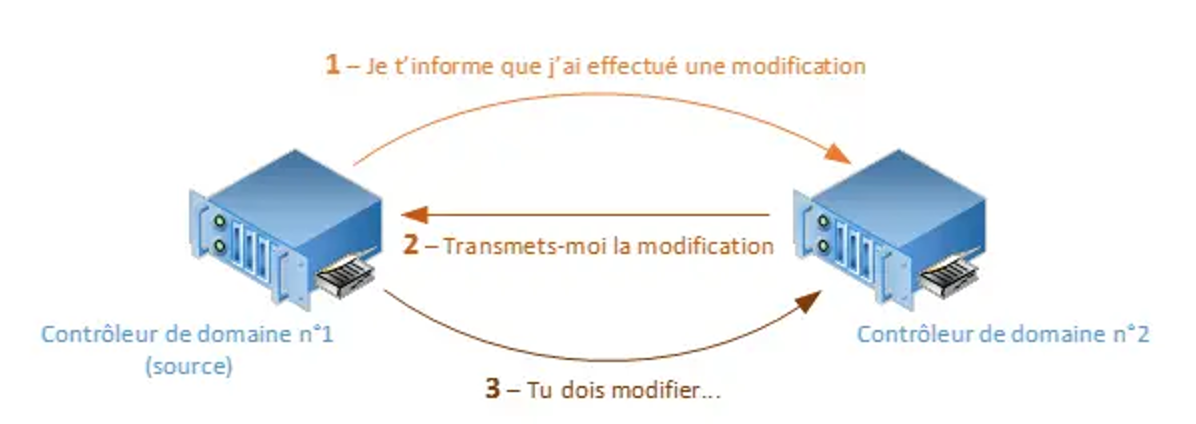 1 – Je t'informe que j'ai effectué une modification
2 – Transmets-moi la modification
Contrôleur de domaine n°1
(source)
Contrôleur de domaine n°2
3 – Tu dois modifier...